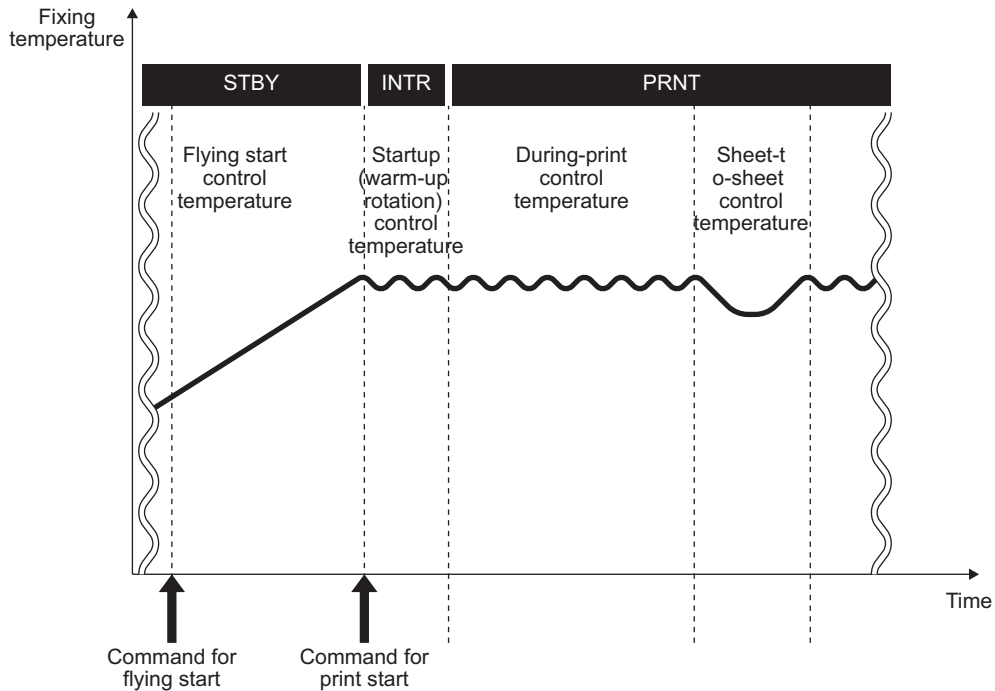 Fixing
temperature
STBY
INTR
PRNT
Flying start
control
temperature
Startup
(warm-up
rotation)
control
temperature
During-print
control
temperature
Sheet-t
o-sheet
control
temperature
Time
Command for
flying start
Command for
print start